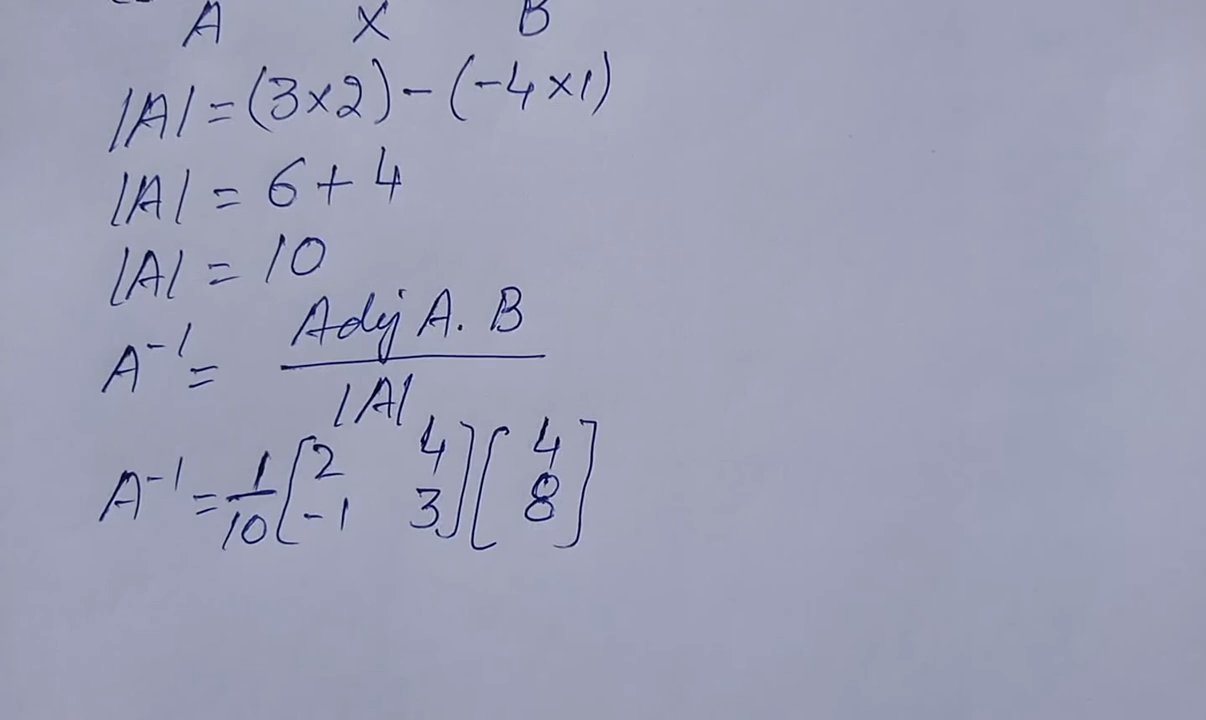 A X B
|A| = (3×2) - (-4×1)
|A| = 6 + 4
|A| = 10
A⁻¹ = Adj A. B / |A|
A⁻¹ = 1/10 [2 4; -1 3] [4; 8]